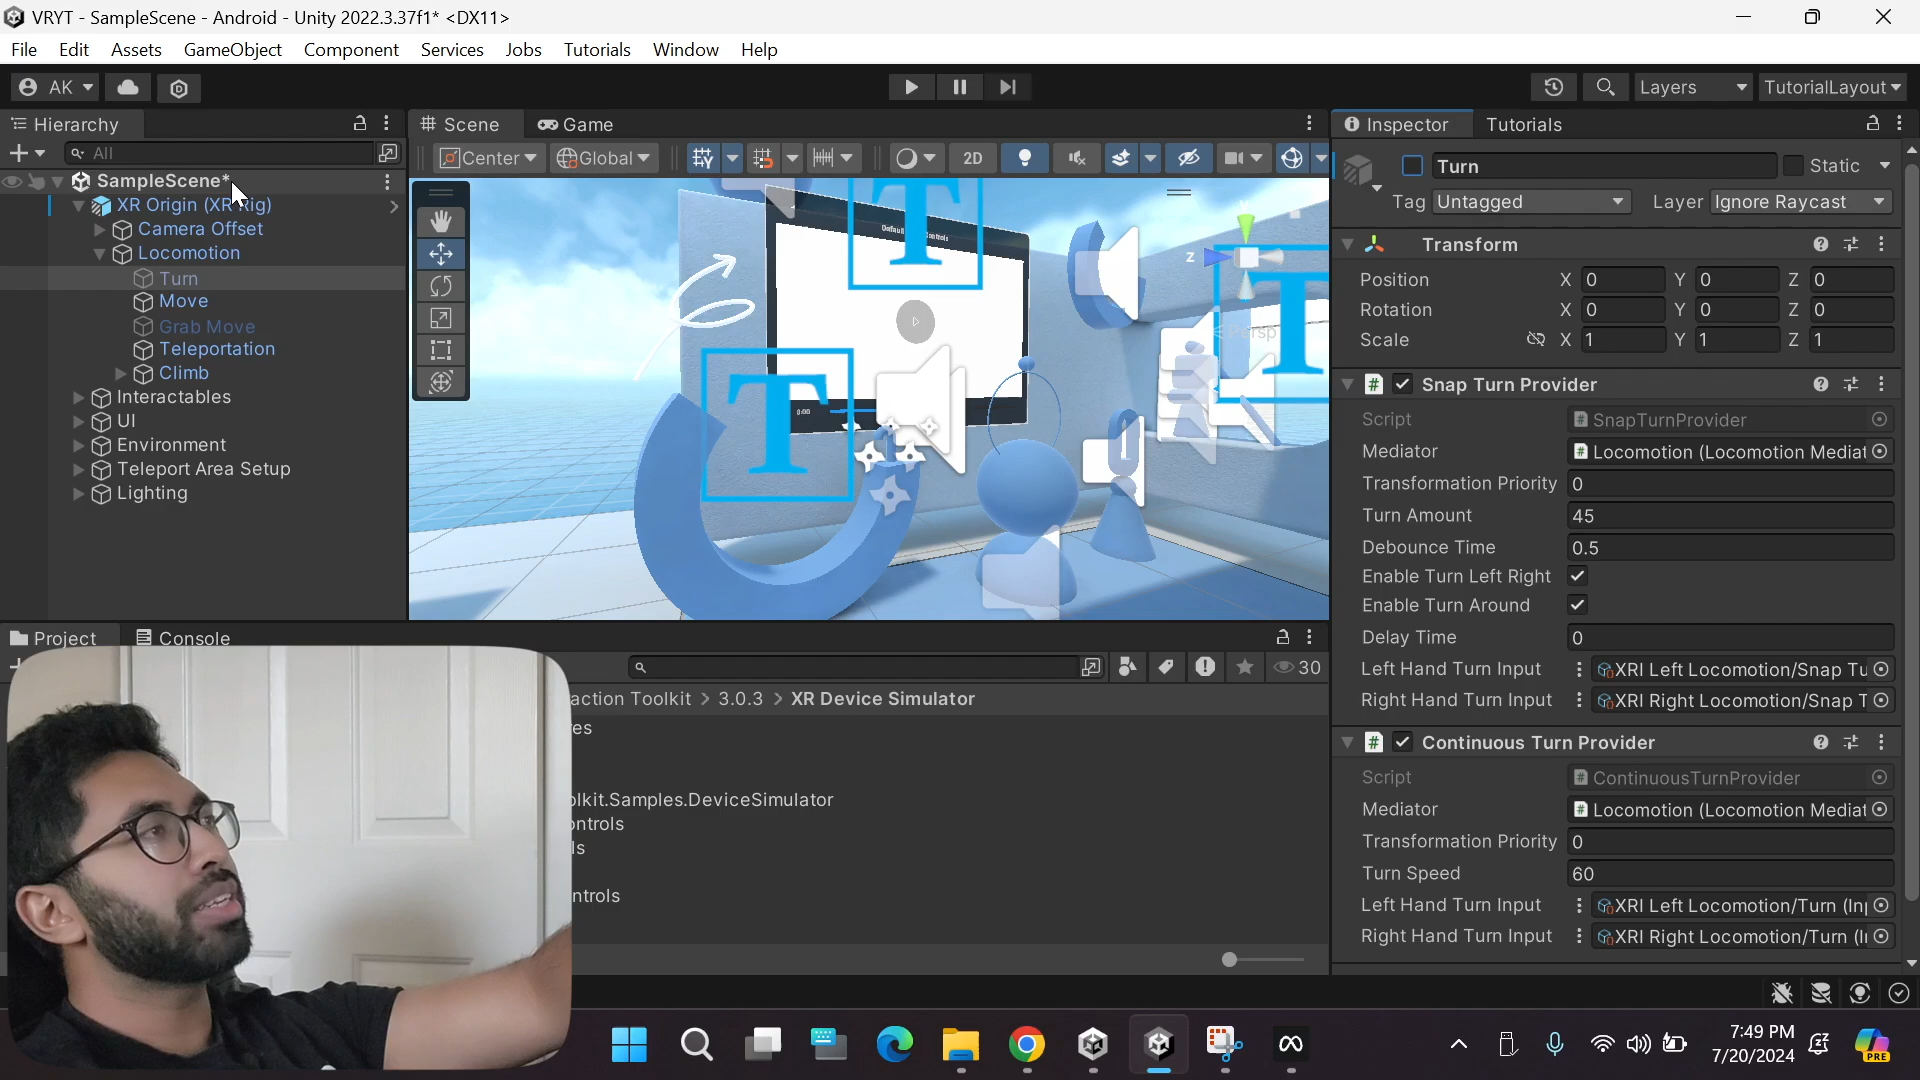 VRYT - SampleScene - Android - Unity 2022.3.37f1* <DX11>
File Edit Assets GameObject Component Services Jobs Tutorials Window Help
AK Layers TutorialLayout
Hierarchy Scene Game Inspector Tutorials
All Center Global 2D
Turn Static
Tag Untagged Layer Ignore Raycast
SampleScene*
XR Origin (XR Rig)
Camera Offset
Locomotion
Turn
Move
Grab Move
Teleportation
Climb
Interactables
UI
Environment
Teleport Area Setup
Lighting
T
T
0:00
z
Persp
Transform
Position X 0 Y 0 Z 0
Rotation X 0 Y 0 Z 0
Scale X 1 Y 1 Z 1
Snap Turn Provider
Script SnapTurnProvider
Mediator Locomotion (Locomotion Mediat
Transformation Priority 0
Turn Amount 45
Debounce Time 0.5
Enable Turn Left Right
Enable Turn Around
Delay Time 0
Left Hand Turn Input XRI Left Locomotion/Snap Tu
Right Hand Turn Input XRI Right Locomotion/Snap T
Continuous Turn Provider
Script ContinuousTurnProvider
Mediator Locomotion (Locomotion Mediat
Transformation Priority 0
Turn Speed 60
Left Hand Turn Input XRI Left Locomotion/Turn (Inp
Right Hand Turn Input XRI Right Locomotion/Turn (I
Project Console
30
action Toolkit > 3.0.3 > XR Device Simulator
es
lkit.Samples.DeviceSimulator
ontrols
ls
ntrols
7:49 PM
7/20/2024
PRE